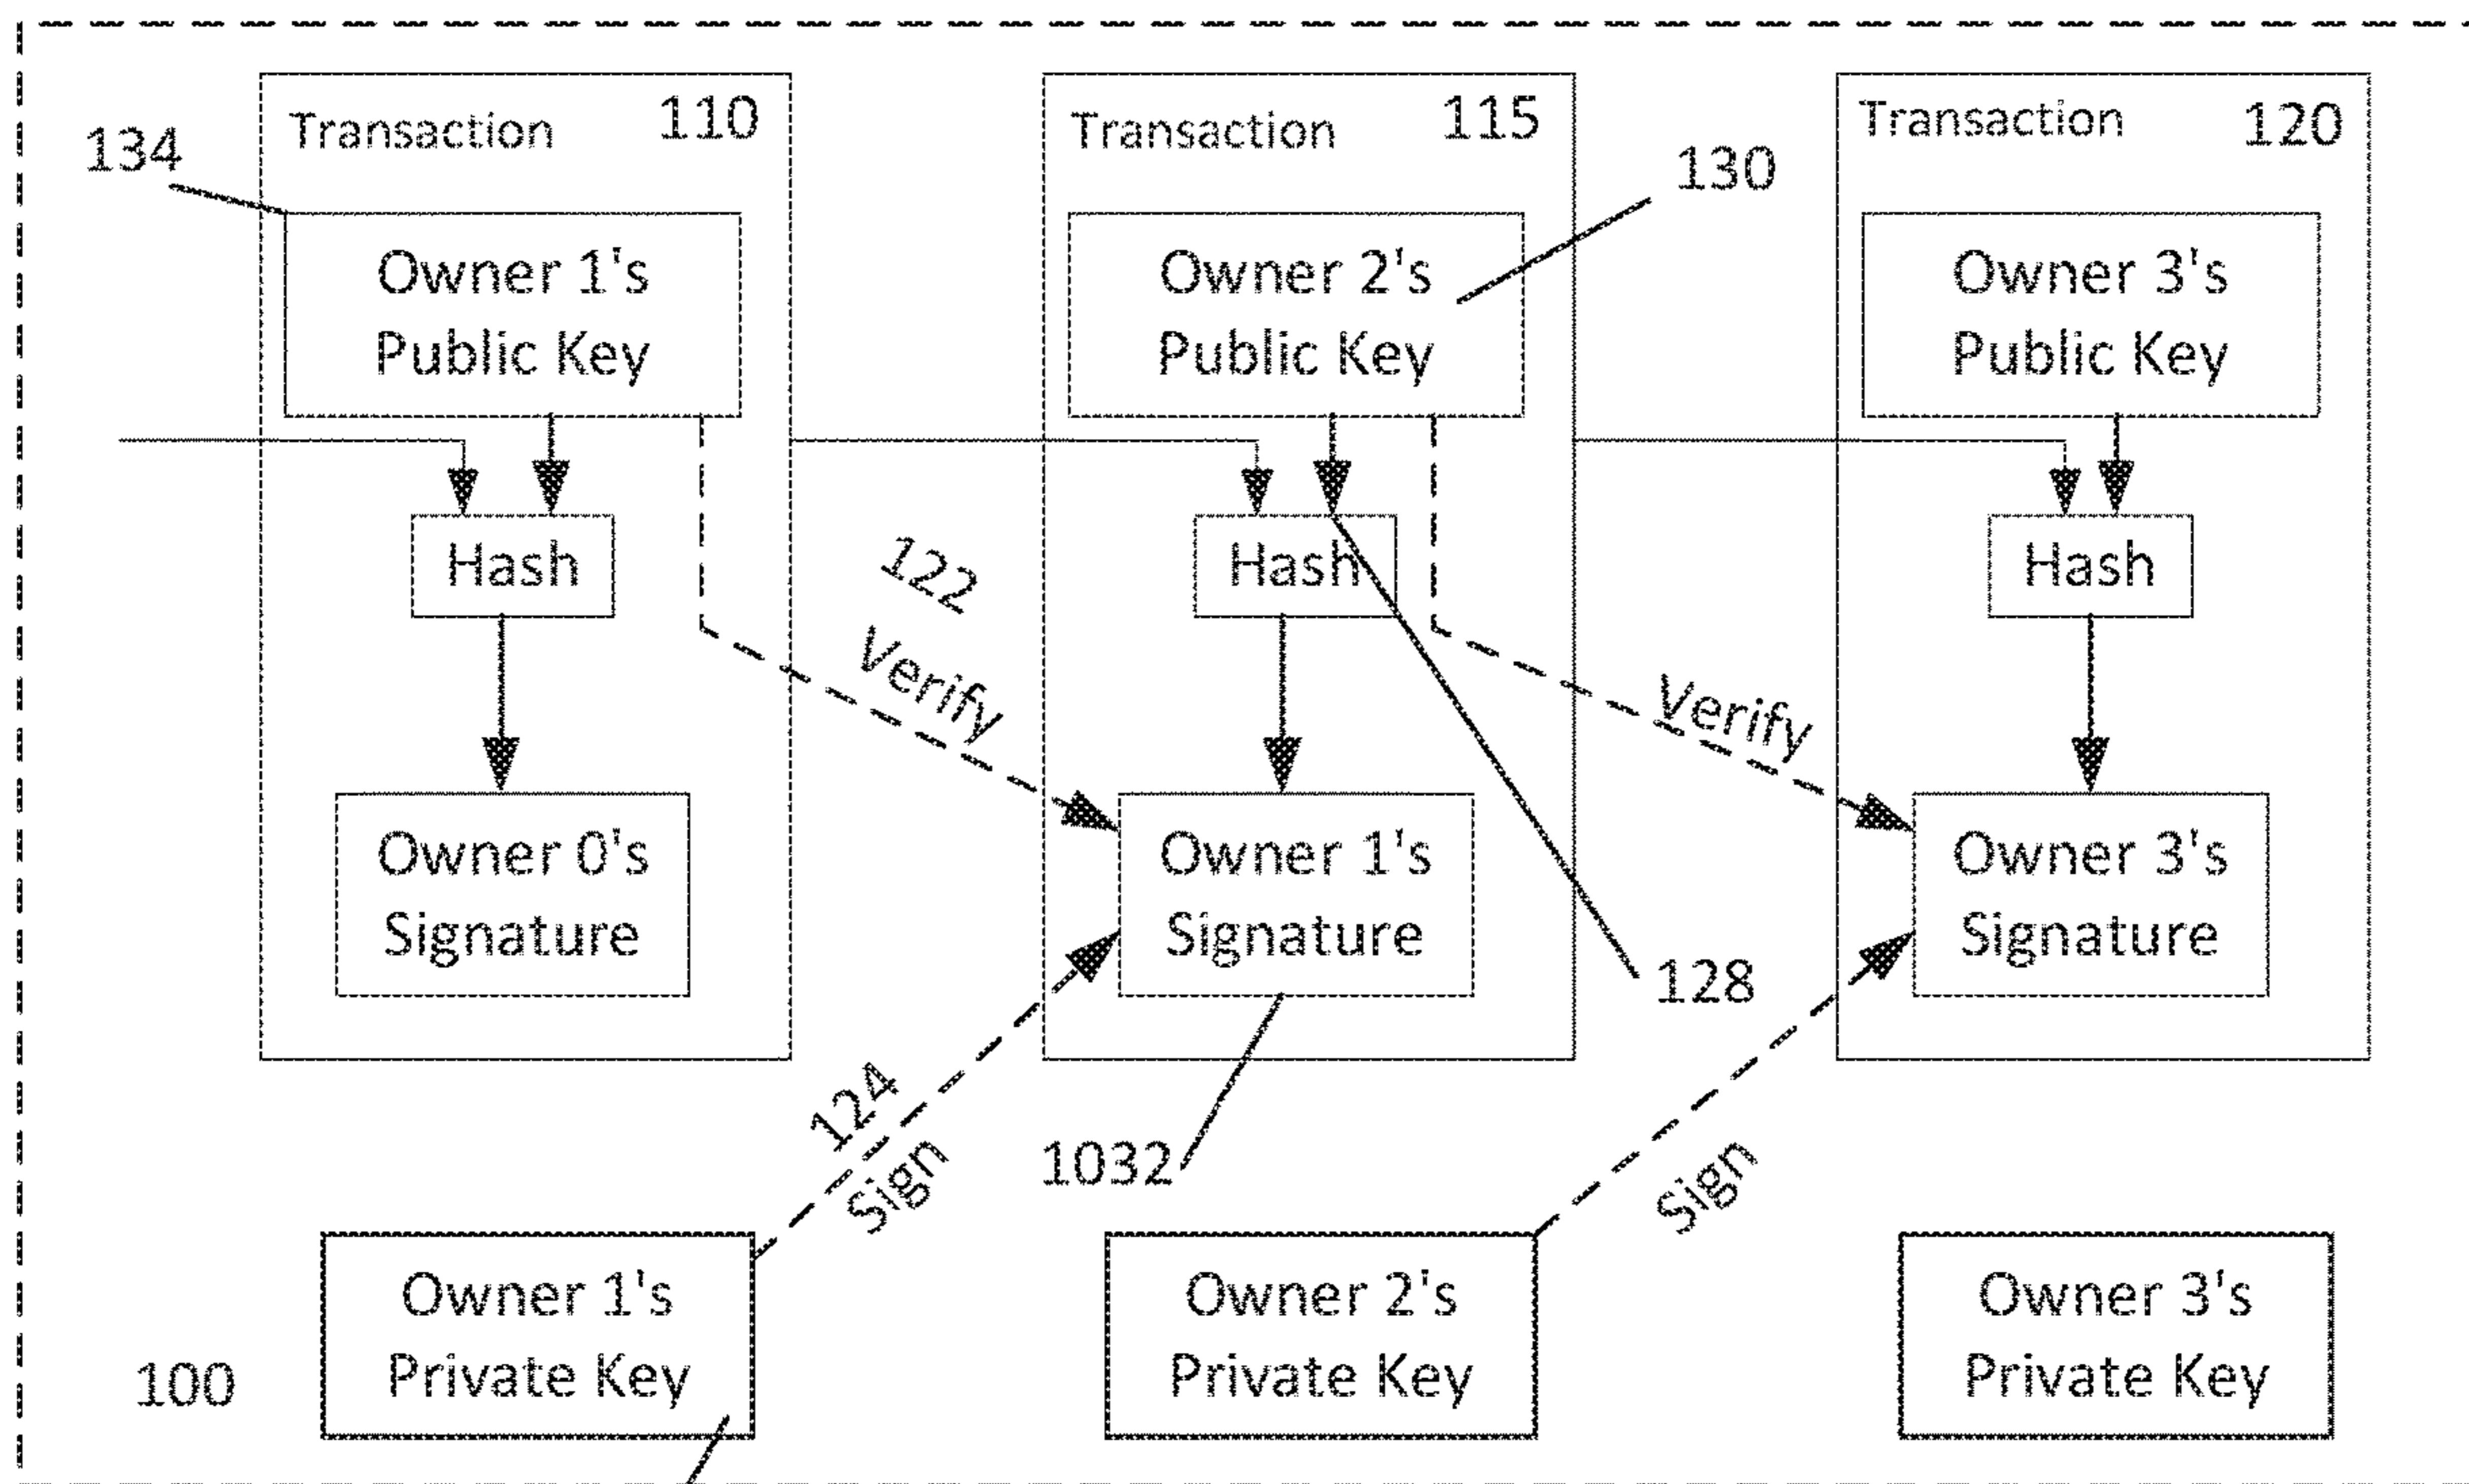 Transaction 110
Transaction 115
Transaction 120
134
130
Owner 1's
Public Key
Owner 2's
Public Key
Owner 3's
Public Key
Hash
Hash
Hash
122
Verify
Verify
Owner 0's
Signature
Owner 1's
Signature
Owner 3's
Signature
128
124
Sign
1032
Sign
Owner 1's
Private Key
Owner 2's
Private Key
Owner 3's
Private Key
100